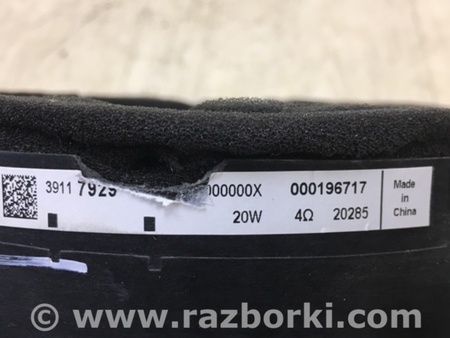 3911 7929 000000X 000196717
20W 4Ω 20285
Made
in
China
© www.razborki.com